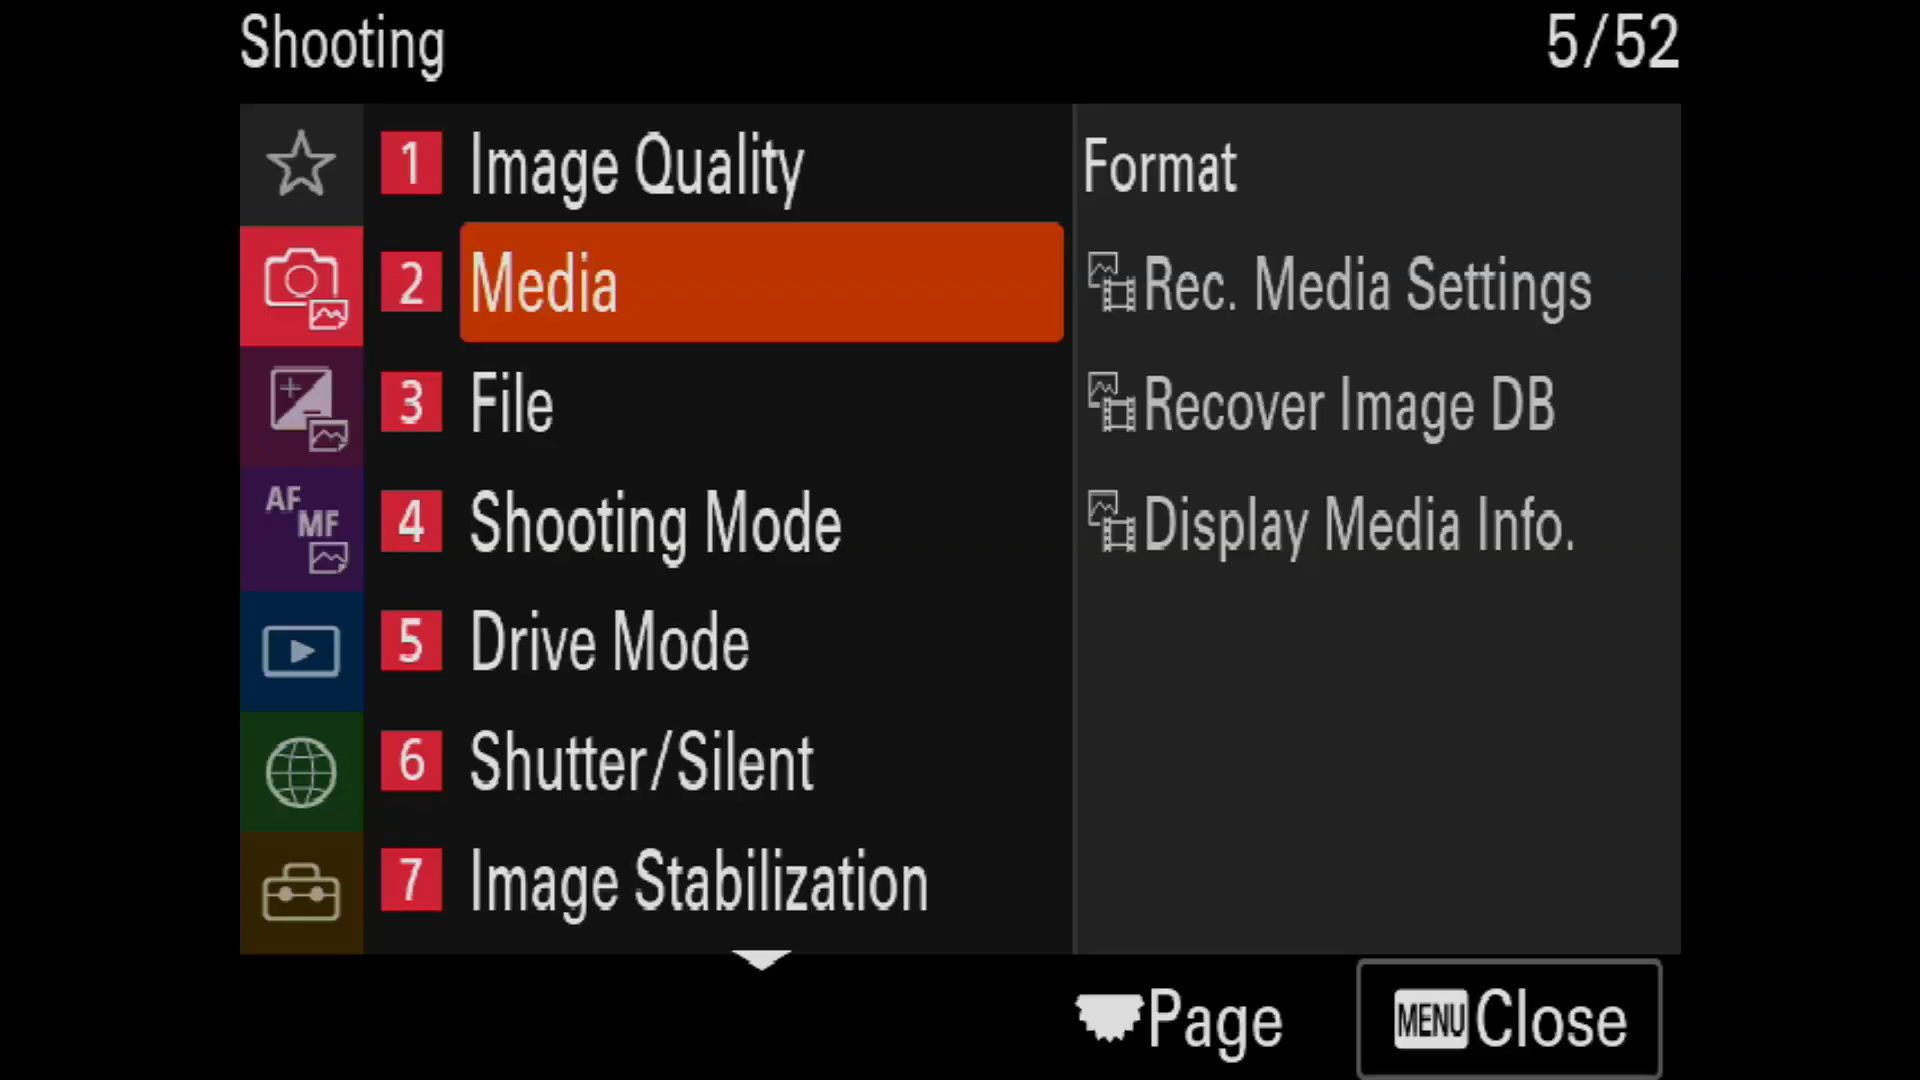 Shooting 5/52
1 Image Quality
2 Media
3 File
4 Shooting Mode
5 Drive Mode
6 Shutter/Silent
7 Image Stabilization
AF
MF
Format
Rec. Media Settings
Recover Image DB
Display Media Info.
Page
MENU Close